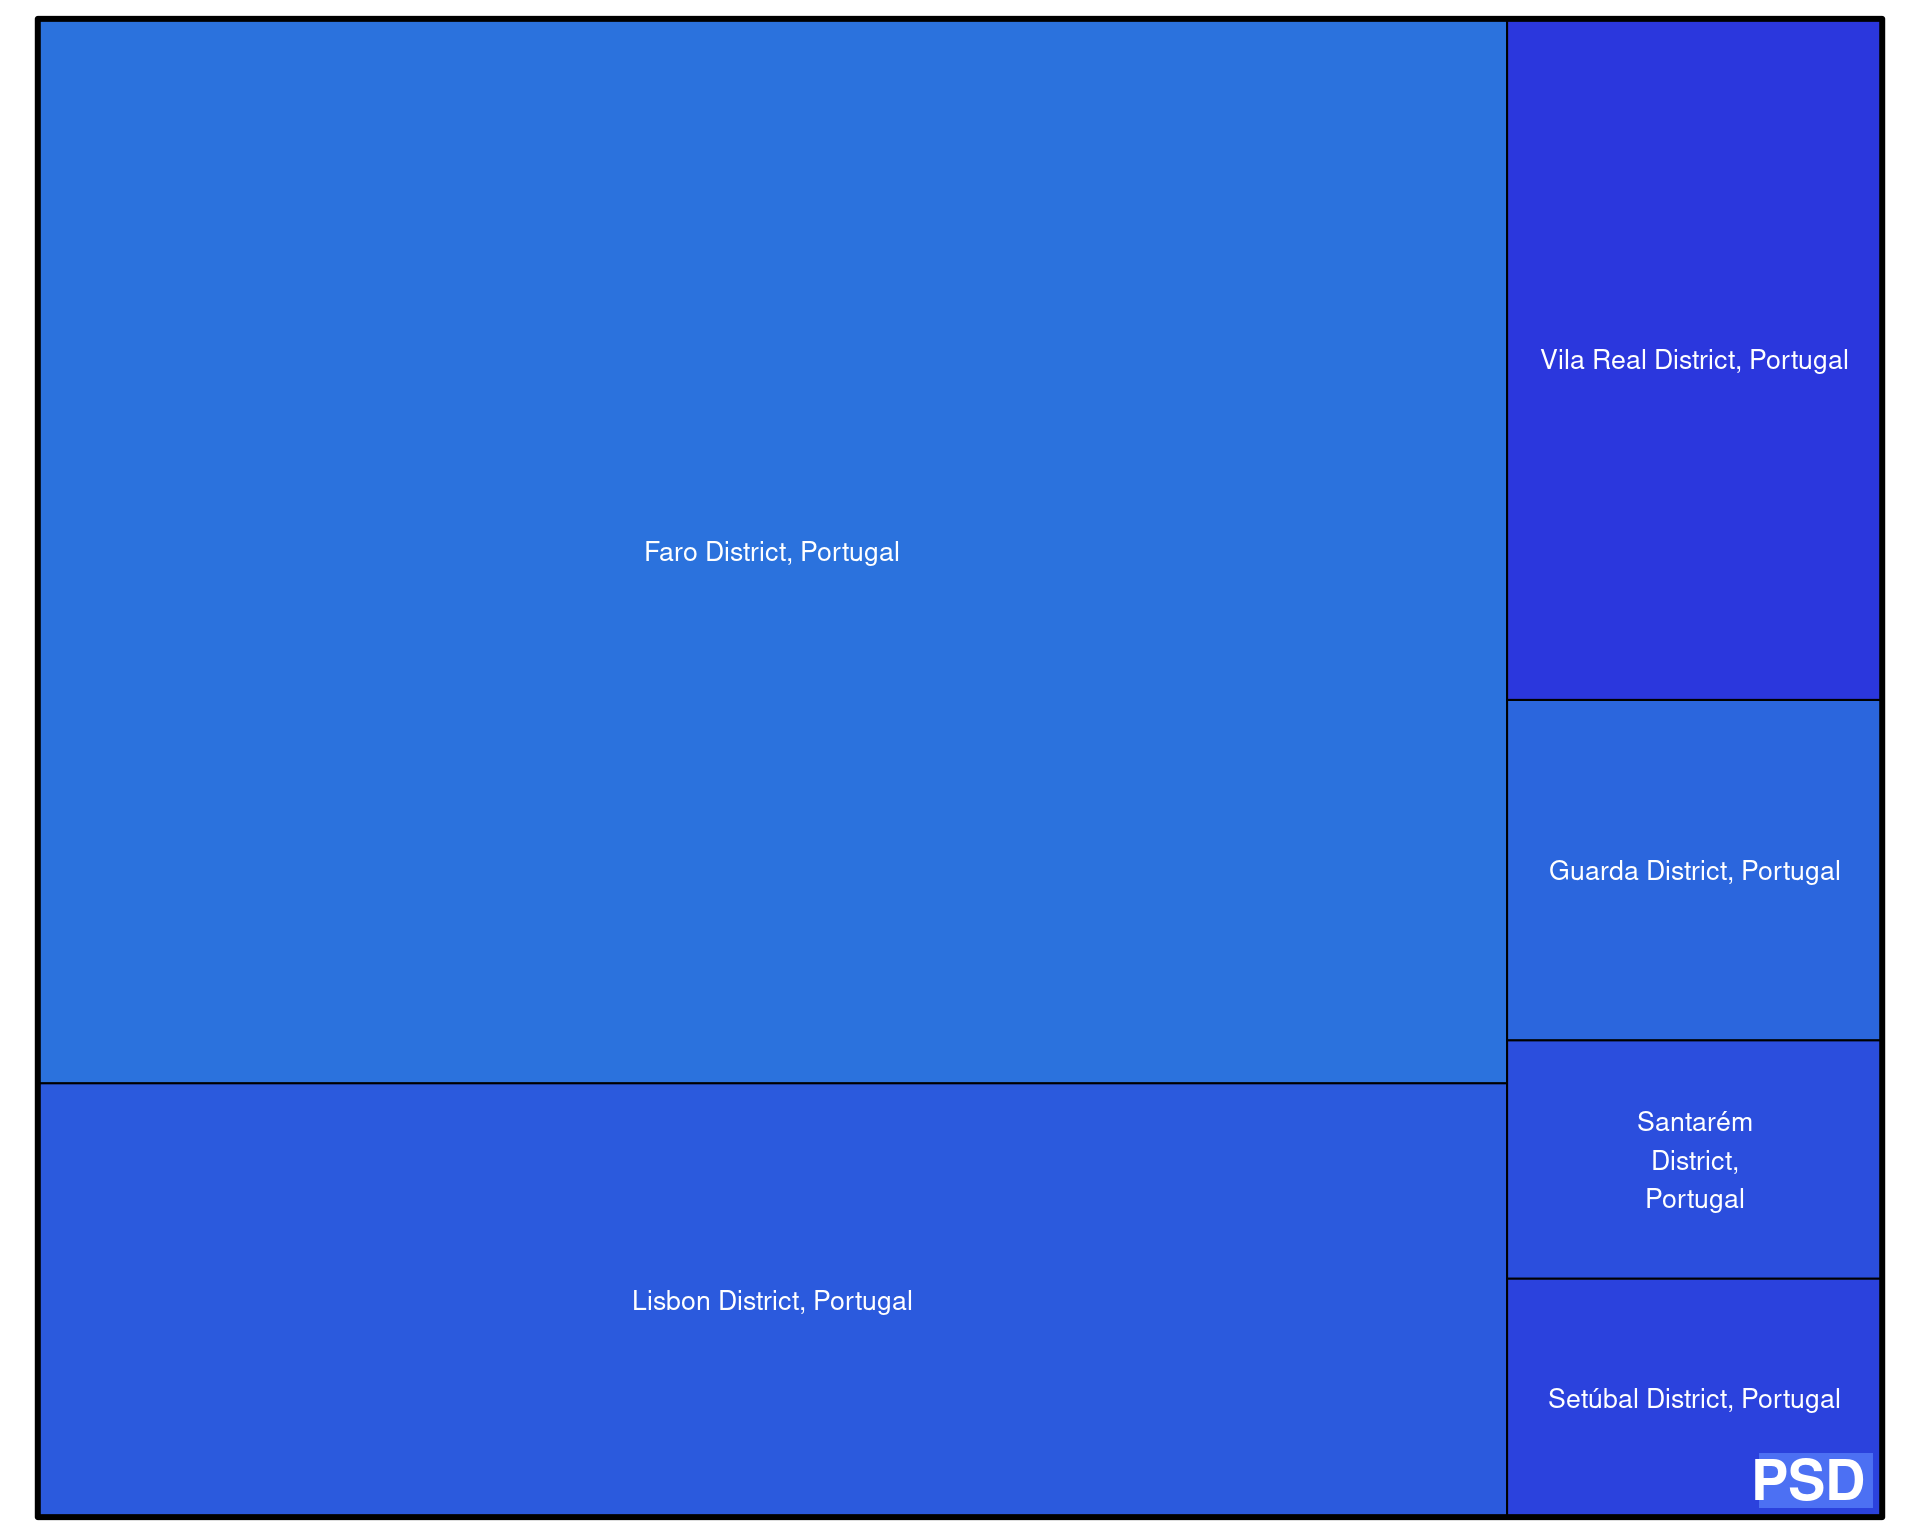 Faro District, Portugal
Lisbon District, Portugal
Vila Real District, Portugal
Guarda District, Portugal
Santarém
District,
Portugal
Setúbal District, Portugal
PSD